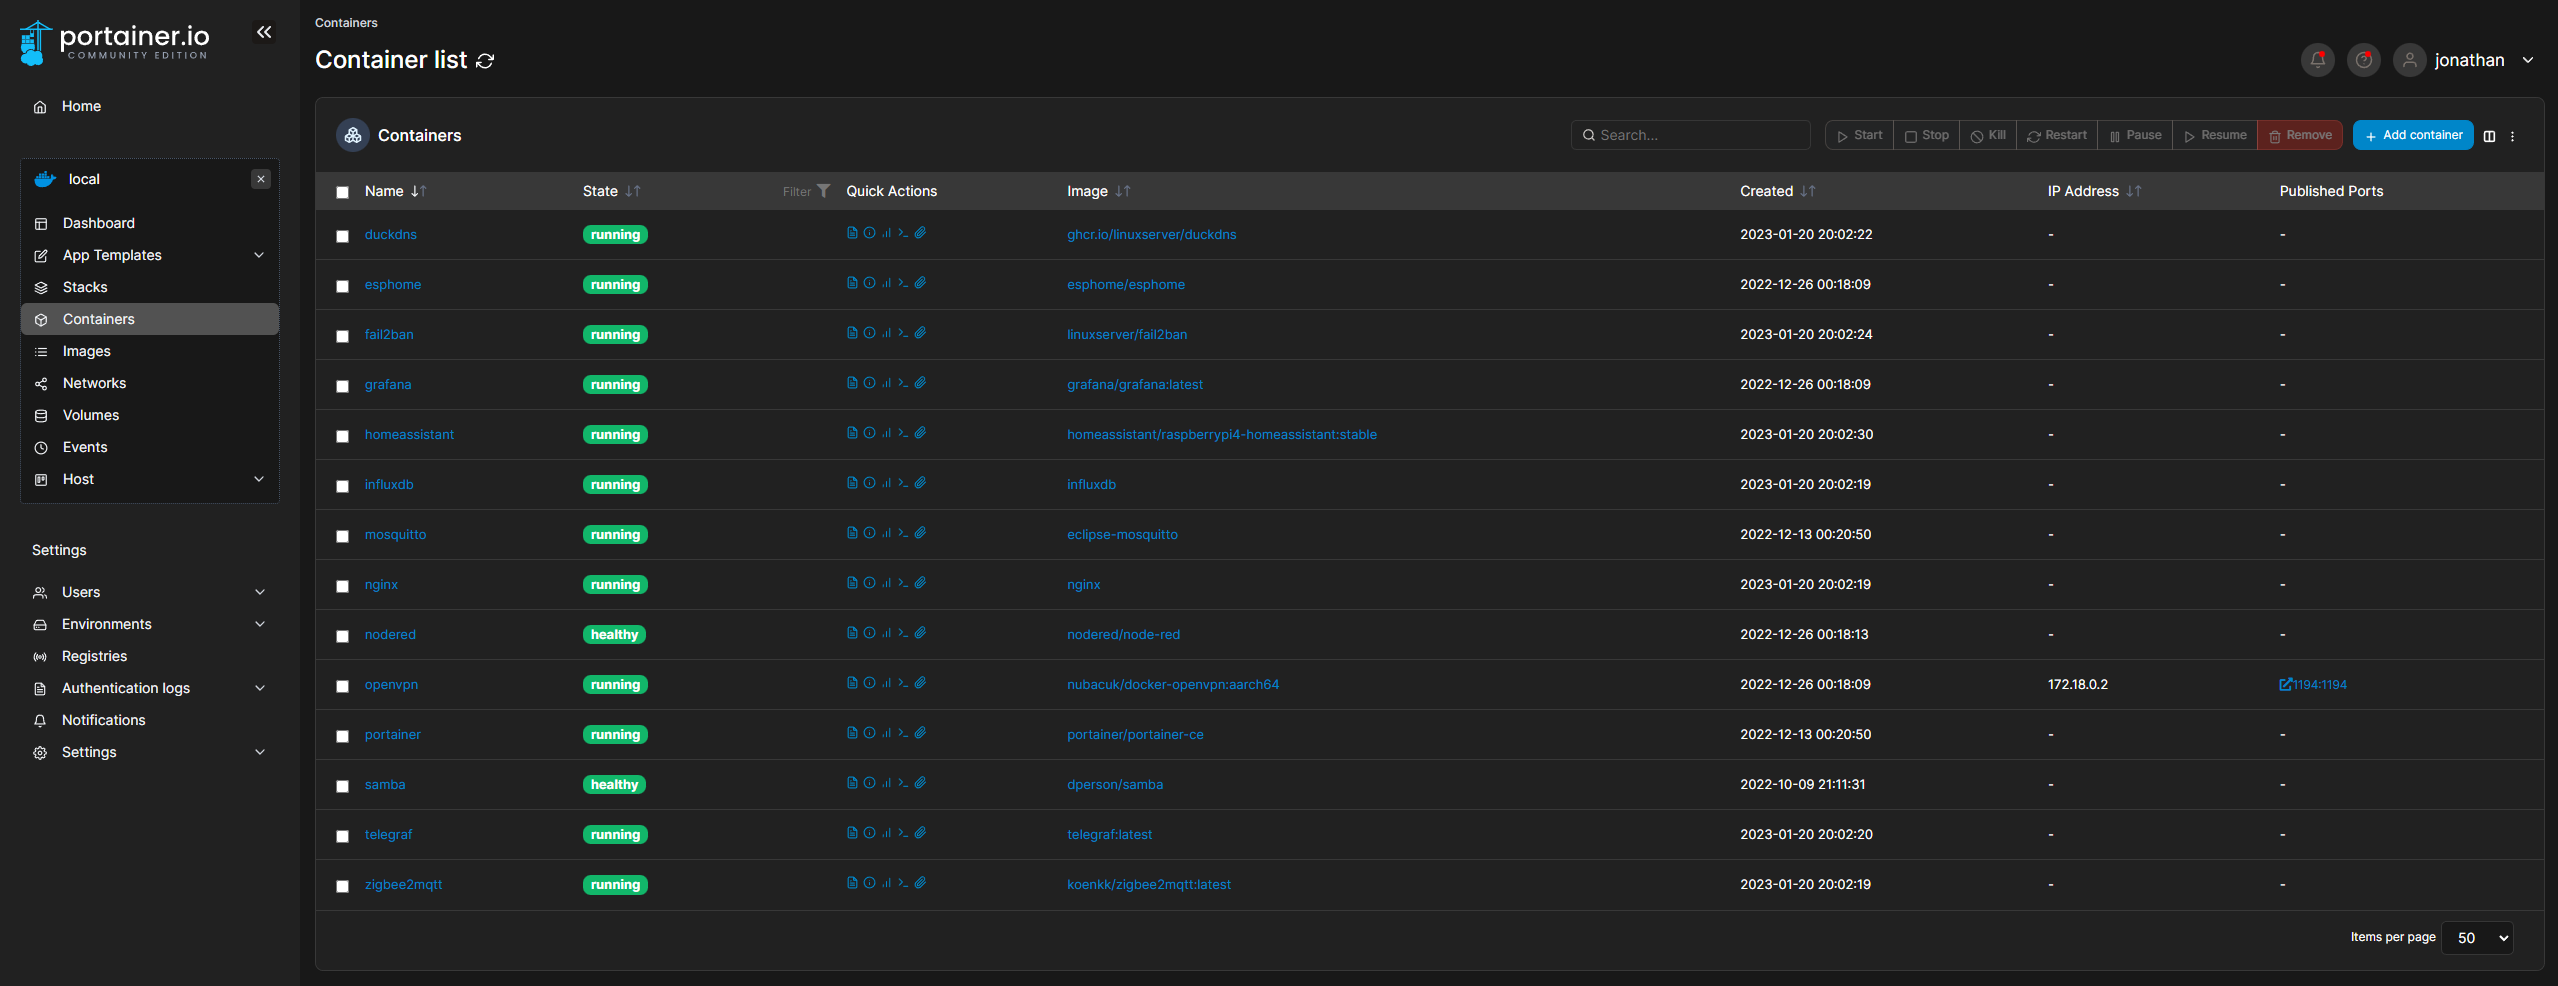 portainer.io
COMMUNITY EDITION
Home
local
Dashboard
App Templates
Stacks
Containers
Images
Networks
Volumes
Events
Host
Settings
Users
Environments
Registries
Authentication logs
Notifications
Settings
Containers
Container list
jonathan
Containers
Search...
Start Stop Kill Restart Pause Resume Remove Add container
Name State Filter Quick Actions Image Created IP Address Published Ports
duckdns running ghcr.io/linuxserver/duckdns 2023-01-20 20:02:22 - -
esphome running esphome/esphome 2022-12-26 00:18:09 - -
fail2ban running linuxserver/fail2ban 2023-01-20 20:02:24 - -
grafana running grafana/grafana:latest 2022-12-26 00:18:09 - -
homeassistant running homeassistant/raspberrypi4-homeassistant:stable 2023-01-20 20:02:30 - -
influxdb running influxdb 2023-01-20 20:02:19 - -
mosquitto running eclipse-mosquitto 2022-12-13 00:20:50 - -
nginx running nginx 2023-01-20 20:02:19 - -
nodered healthy nodered/node-red 2022-12-26 00:18:13 - -
openvpn running nubacuk/docker-openvpn:aarch64 2022-12-26 00:18:09 172.18.0.2 1194:1194
portainer running portainer/portainer-ce 2022-12-13 00:20:50 - -
samba healthy dperson/samba 2022-10-09 21:11:31 - -
telegraf running telegraf:latest 2023-01-20 20:02:20 - -
zigbee2mqtt running koenkk/zigbee2mqtt:latest 2023-01-20 20:02:19 - -
Items per page 50